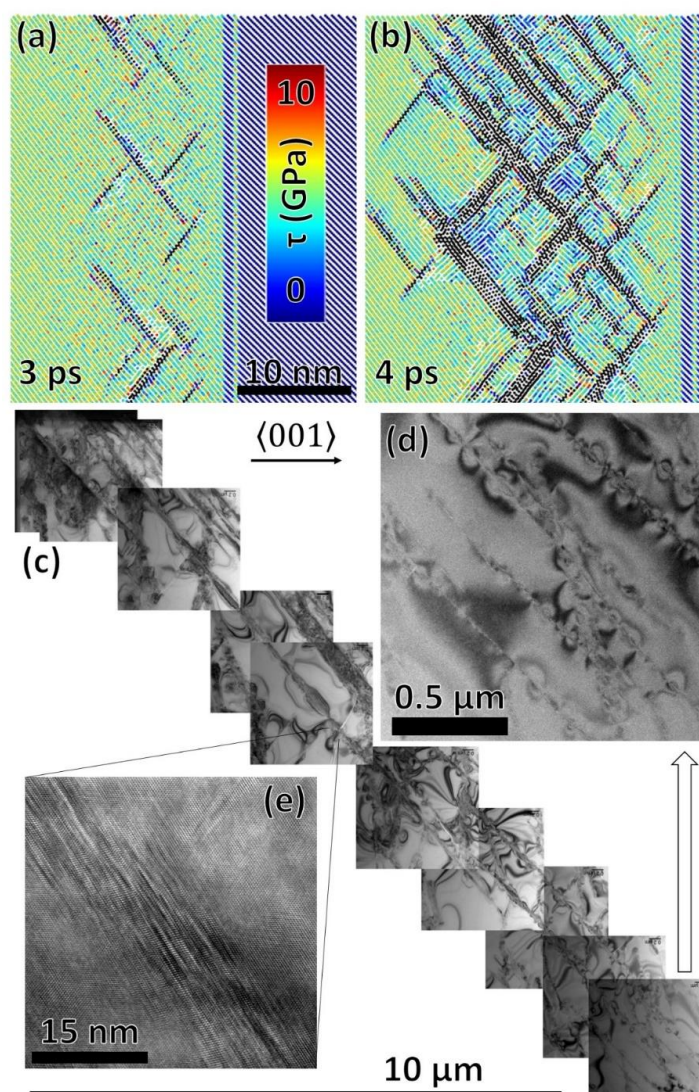 (a)
(b)
10
τ (GPa)
0
3 ps
10 nm
4 ps
⟨001⟩
(c)
(d)
0.5 μm
(e)
15 nm
10 μm